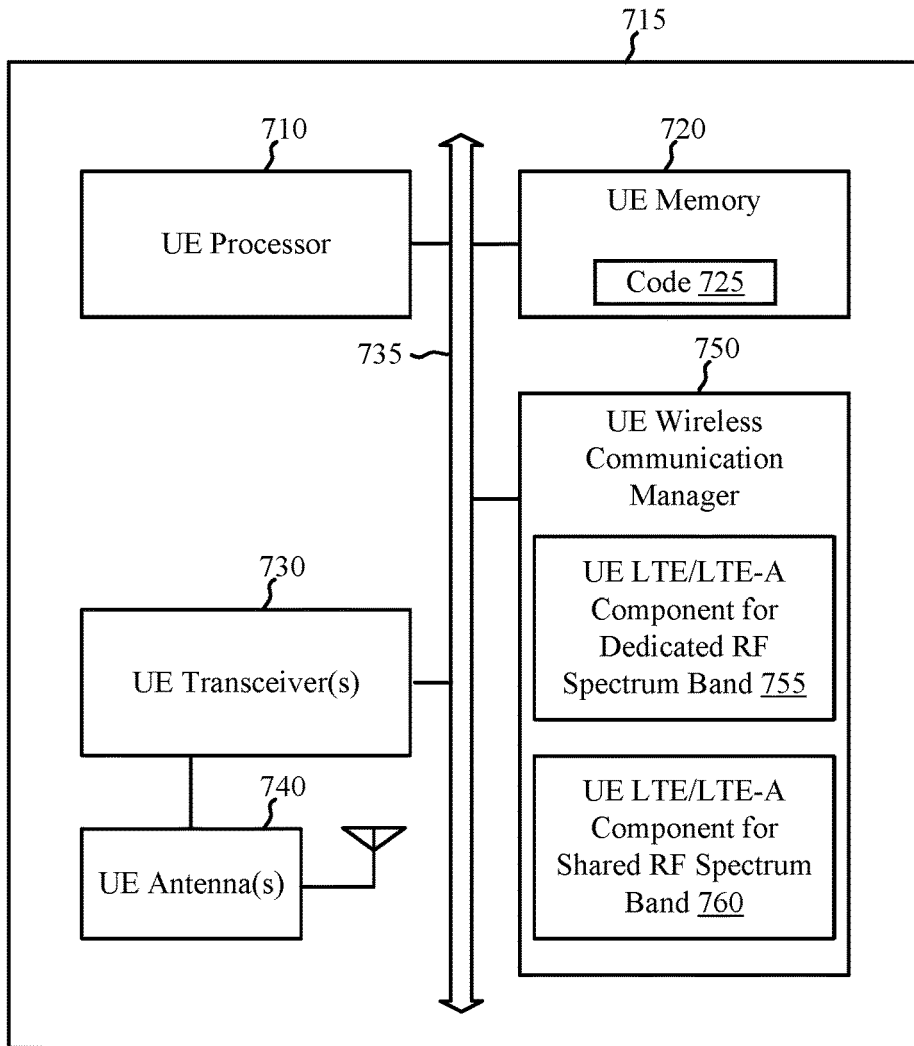 715
710
UE Processor
720
UE Memory
Code 725
735
750
UE Wireless
Communication
Manager
UE LTE/LTE-A
Component for
Dedicated RF
Spectrum Band 755
730
UE Transceiver(s)
UE LTE/LTE-A
Component for
Shared RF Spectrum
Band 760
740
UE Antenna(s)